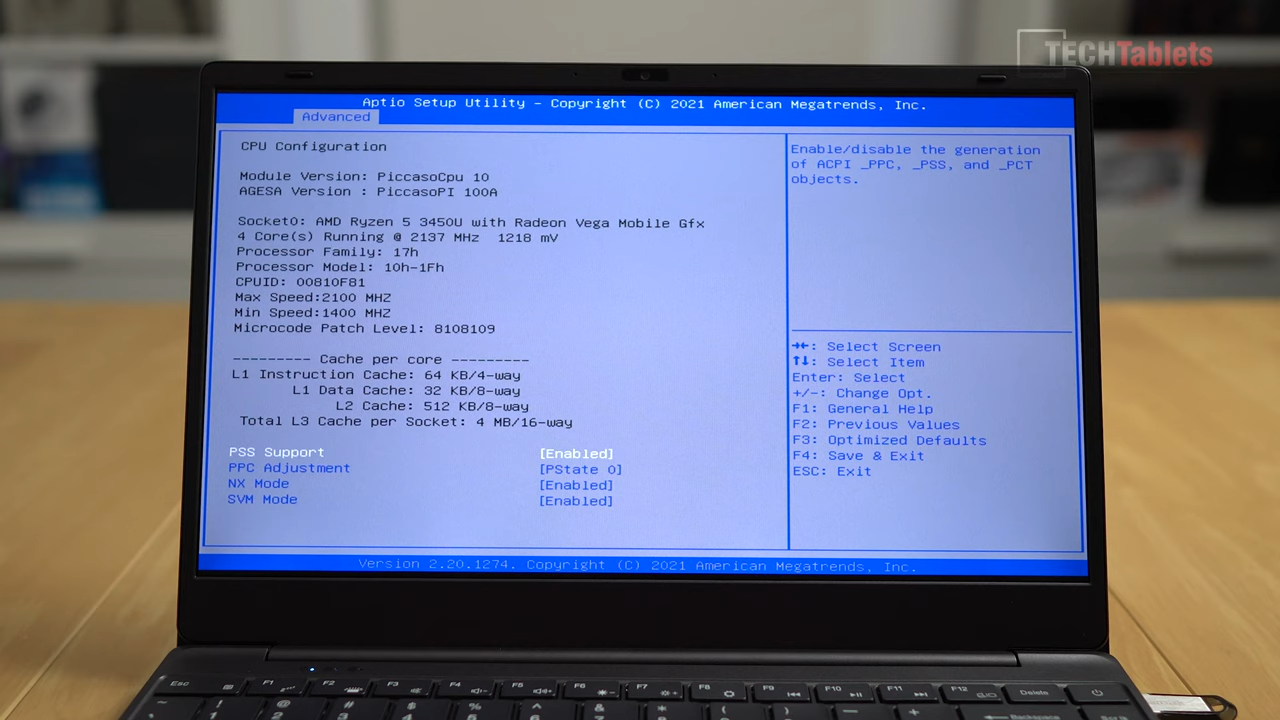 TECHTablets
Aptio Setup Utility - Copyright (C) 2021 American Megatrends, Inc.
Advanced
CPU Configuration
Module Version: PiccasoCpu 10
AGESA Version : PiccasoPI 100A
Socket0: AMD Ryzen 5 3450U with Radeon Vega Mobile Gfx
4 Core(s) Running @ 2137 MHz 1218 mV
Processor Family: 17h
Processor Model: 10h-1Fh
CPUID: 00810F81
Max Speed:2100 MHZ
Min Speed:1400 MHZ
Microcode Patch Level: 8108109
--------- Cache per core ---------
L1 Instruction Cache: 64 KB/4-way
L1 Data Cache: 32 KB/8-way
L2 Cache: 512 KB/8-way
Total L3 Cache per Socket: 4 MB/16-way
PSS Support [Enabled]
PPC Adjustment [PState 0]
NX Mode [Enabled]
SVM Mode [Enabled]
Enable/disable the generation
of ACPI _PPC, _PSS, and _PCT
objects.
→←: Select Screen
↑↓: Select Item
Enter: Select
+/-: Change Opt.
F1: General Help
F2: Previous Values
F3: Optimized Defaults
F4: Save & Exit
ESC: Exit
Version 2.20.1274. Copyright (C) 2021 American Megatrends, Inc.
Esc F1 F2 F3 F4 F5 F6 F7 F8 F9 F10 F11 F12 Delete
~ ! @ # $ % ^ & * ( ) — + Backspace